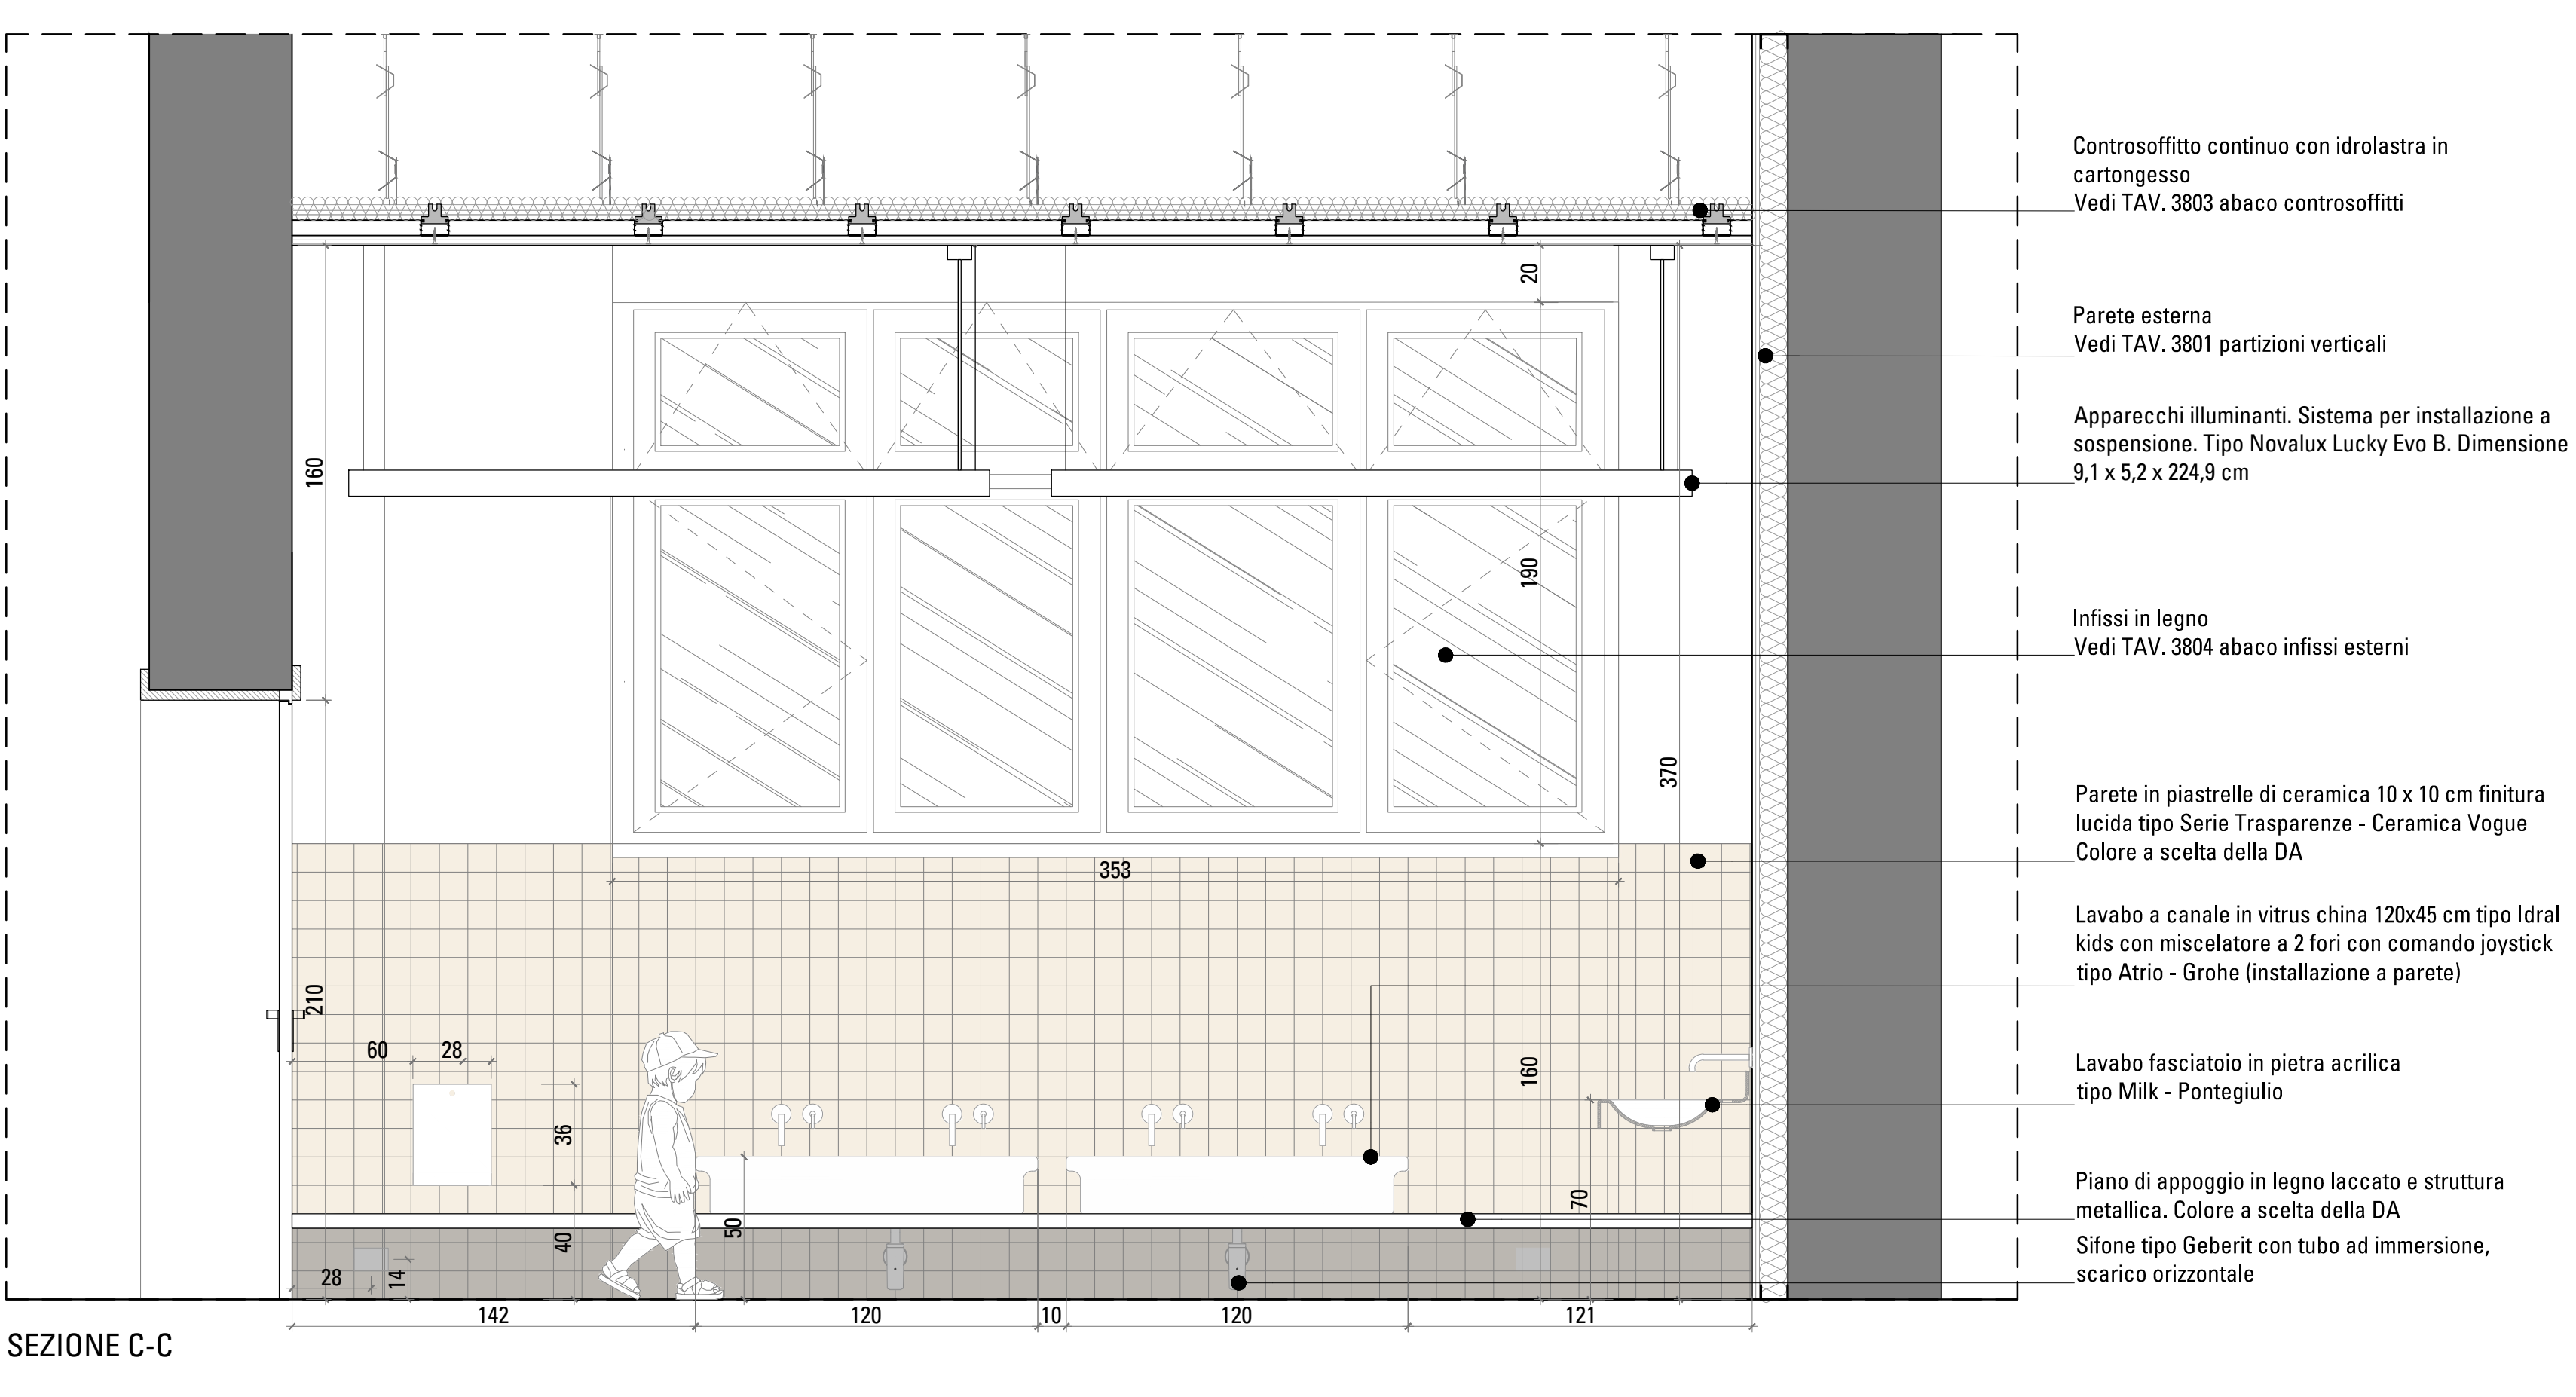 Controsoffitto continuo con idrolastra in
cartongesso
Vedi TAV. 3803 abaco controsoffitti
Parete esterna
Vedi TAV. 3801 partizioni verticali
Apparecchi illuminanti. Sistema per installazione a
sospensione. Tipo Novalux Lucky Evo B. Dimensione
9,1 x 5,2 x 224,9 cm
Infissi in legno
Vedi TAV. 3804 abaco infissi esterni
Parete in piastrelle di ceramica 10 x 10 cm finitura
lucida tipo Serie Trasparenze - Ceramica Vogue
Colore a scelta della DA
Lavabo a canale in vitrus china 120x45 cm tipo Idral
kids con miscelatore a 2 fori con comando joystick
tipo Atrio - Grohe (installazione a parete)
Lavabo fasciatoio in pietra acrilica
tipo Milk - Pontegiulio
Piano di appoggio in legno laccato e struttura
metallica. Colore a scelta della DA
Sifone tipo Geberit con tubo ad immersione,
scarico orizzontale
20
160
190
370
353
210
60
28
160
36
70
50
40
28
14
142
120
10
120
121
SEZIONE C-C